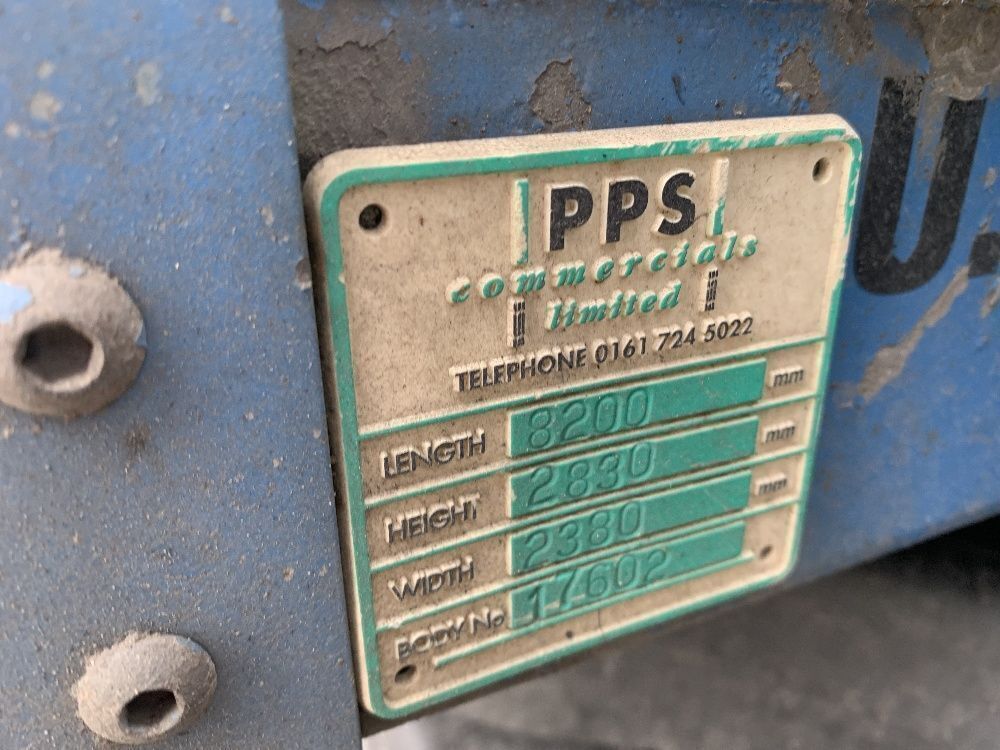 PPS
commercials
limited
TELEPHONE 0161 724 5022
LENGTH 8200 mm
HEIGHT 2830 mm
WIDTH 2380 mm
BODY No 17602
U.